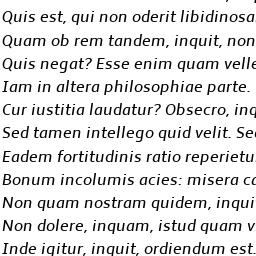 Quis est, qui non oderit libidinosa
Quam ob rem tandem, inquit, non
Quis negat? Esse enim quam velle
Iam in altera philosophiae parte.
Cur iustitia laudatur? Obsecro, inq
Sed tamen intellego quid velit. Sec
Eadem fortitudinis ratio reperietu
Bonum incolumis acies: misera ca
Non quam nostram quidem, inqui
Non dolere, inquam, istud quam v
Inde igitur, inquit, ordiendum est.